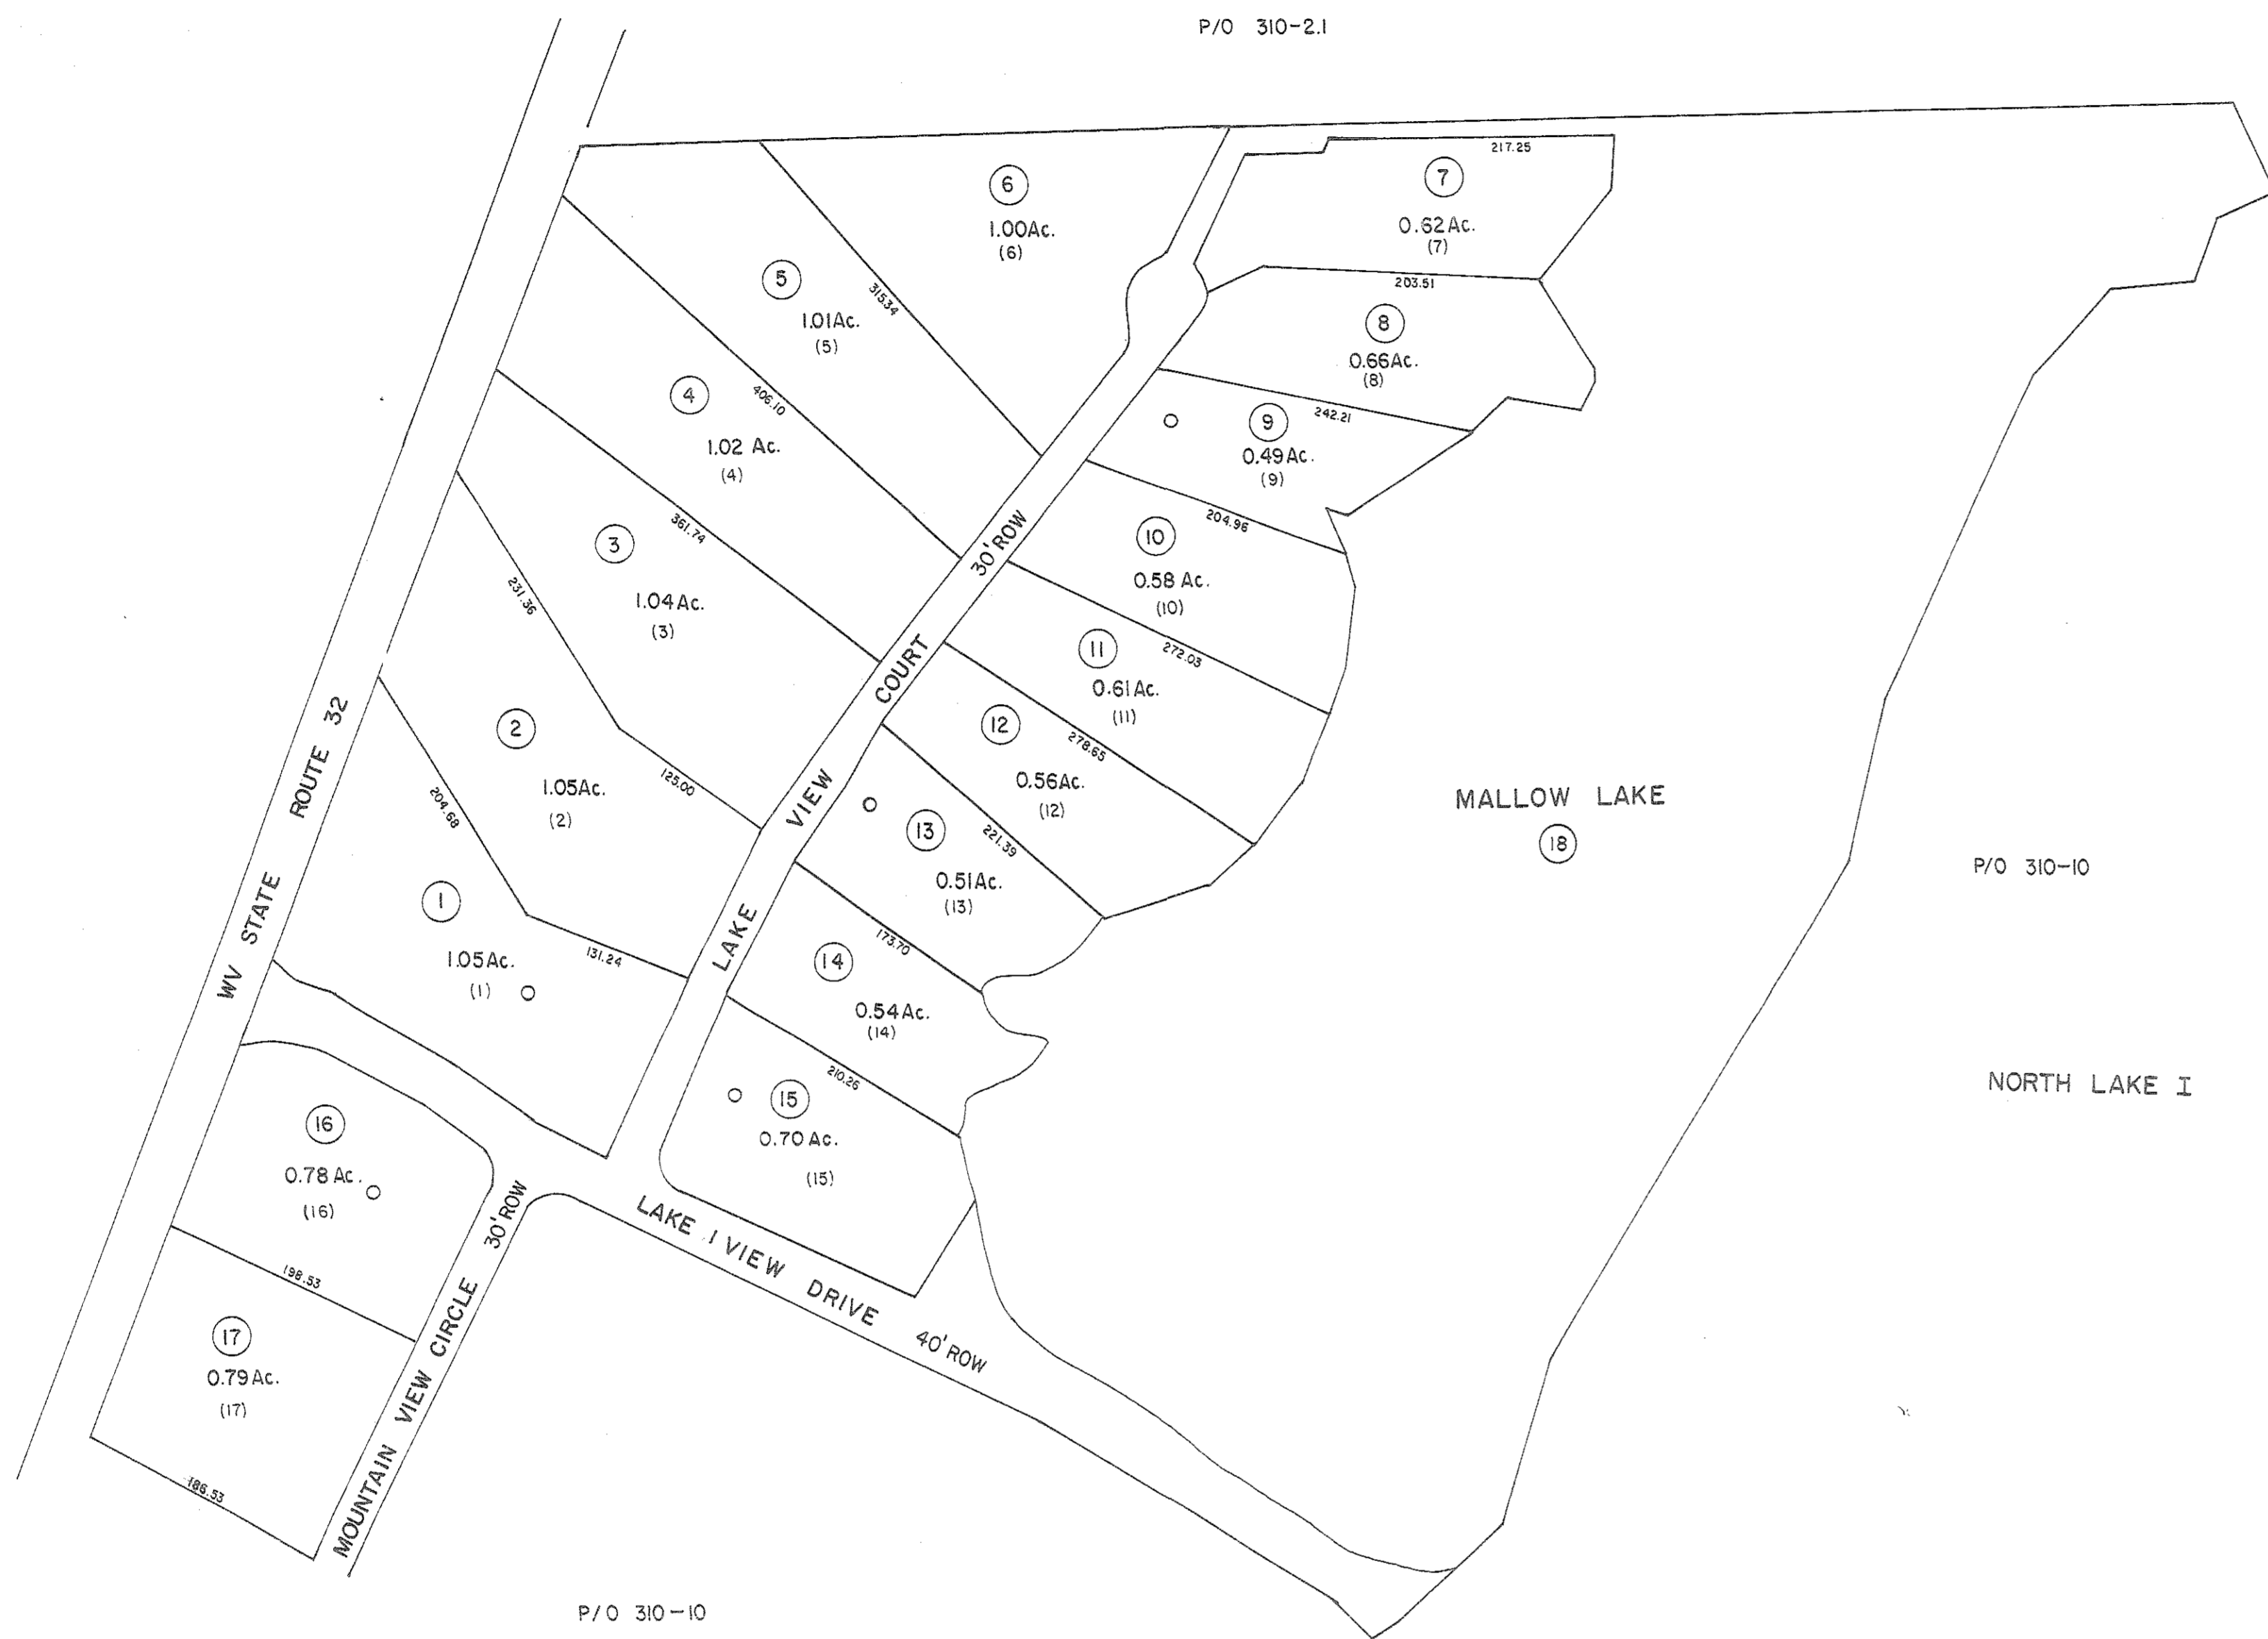 P/O 310-2.1
217.25
7
0.62Ac.
(7)
6
1.00Ac.
(6)
5
1.01Ac.
(5)
315.34
203.51
8
0.66Ac.
(8)
4
1.02 Ac.
(4)
406.10
242.21
9
0.49Ac.
(9)
204.96
3
1.04Ac.
(3)
361.74
231.36
10
0.58 Ac.
(10)
272.03
11
0.61Ac.
(11)
278.65
2
1.05Ac.
(2)
125.00
204.68
12
0.56Ac.
(12)
221.39
13
0.51Ac.
(13)
173.70
MALLOW LAKE
18
P/O 310-10
NORTH LAKE I
1
1.05Ac.
(1)
131.24
14
0.54Ac.
(14)
210.26
15
0.70 Ac.
(15)
WV STATE ROUTE 32
LAKE VIEW COURT 30'ROW
16
0.78 Ac.
(16)
198.53
17
0.79Ac.
(17)
186.53
MOUNTAIN VIEW CIRCLE 30'ROW
LAKE I VIEW DRIVE 40'ROW
P/O 310-10